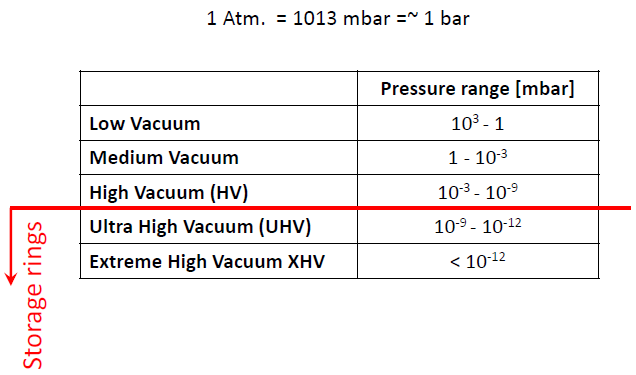 1 Atm. = 1013 mbar =~ 1 bar
Pressure range [mbar]
Low Vacuum 10³ - 1
Medium Vacuum 1 - 10⁻³
High Vacuum (HV) 10⁻³ - 10⁻⁹
Ultra High Vacuum (UHV) 10⁻⁹ - 10⁻¹²
Extreme High Vacuum XHV < 10⁻¹²
Storage rings